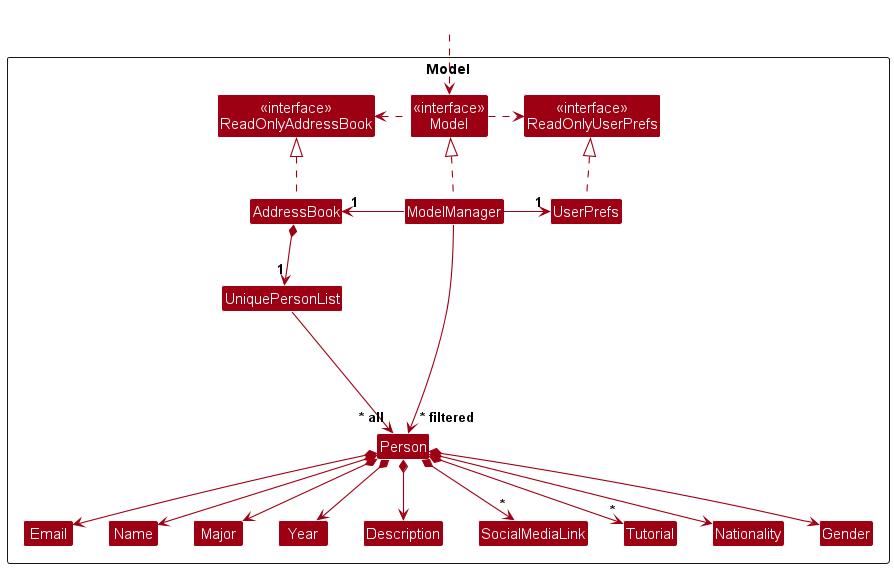 Model
«interface»
ReadOnlyAddressBook
«interface»
Model
«interface»
ReadOnlyUserPrefs
AddressBook
1
ModelManager
1
UserPrefs
1
UniquePersonList
* all
* filtered
Person
*
*
Email
Name
Major
Year
Description
SocialMediaLink
Tutorial
Nationality
Gender